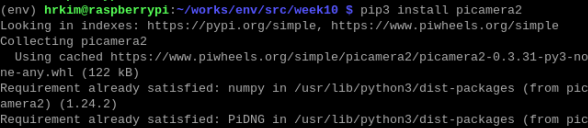 (env) hrkim@raspberrypi:~/works/env/src/week10 $ pip3 install picamera2
Looking in indexes: https://pypi.org/simple, https://www.piwheels.org/simple
Collecting picamera2
  Using cached https://www.piwheels.org/simple/picamera2/picamera2-0.3.31-py3-no
ne-any.whl (122 kB)
Requirement already satisfied: numpy in /usr/lib/python3/dist-packages (from pic
amera2) (1.24.2)
Requirement already satisfied: PiDNG in /usr/lib/python3/dist-packages (from pic